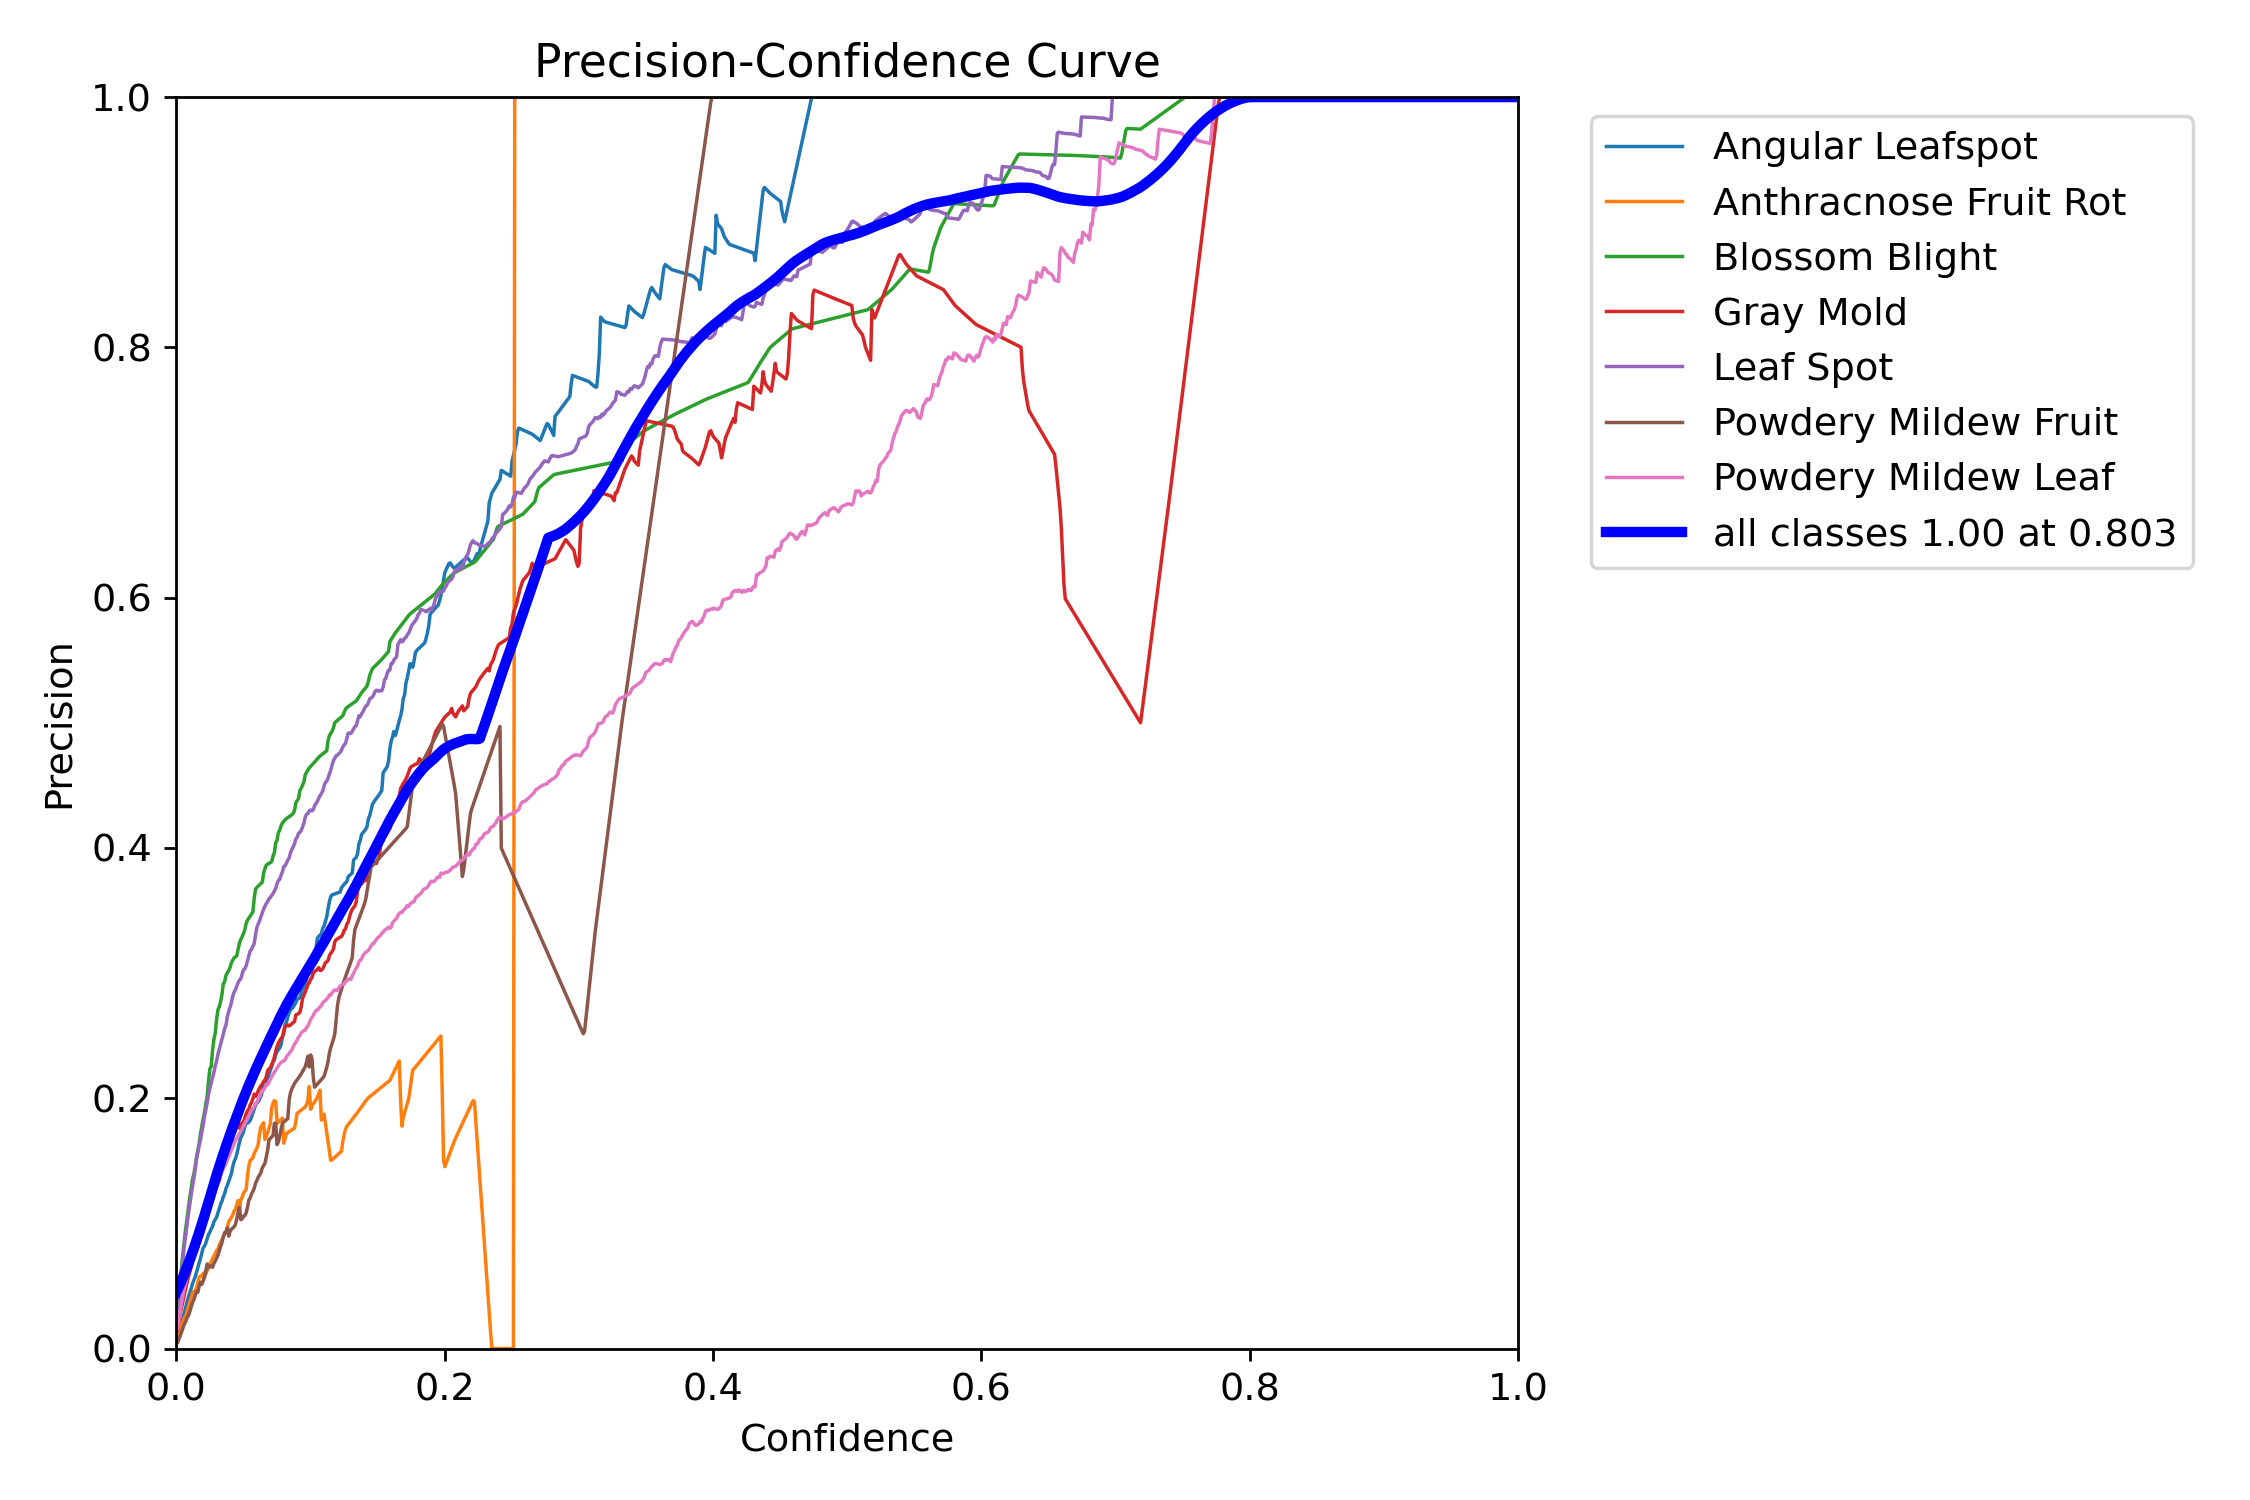 Precision-Confidence Curve
1.0
0.8
0.6
0.4
0.2
0.0
Precision
0.0 0.2 0.4 0.6 0.8 1.0
Confidence
Angular Leafspot
Anthracnose Fruit Rot
Blossom Blight
Gray Mold
Leaf Spot
Powdery Mildew Fruit
Powdery Mildew Leaf
all classes 1.00 at 0.803